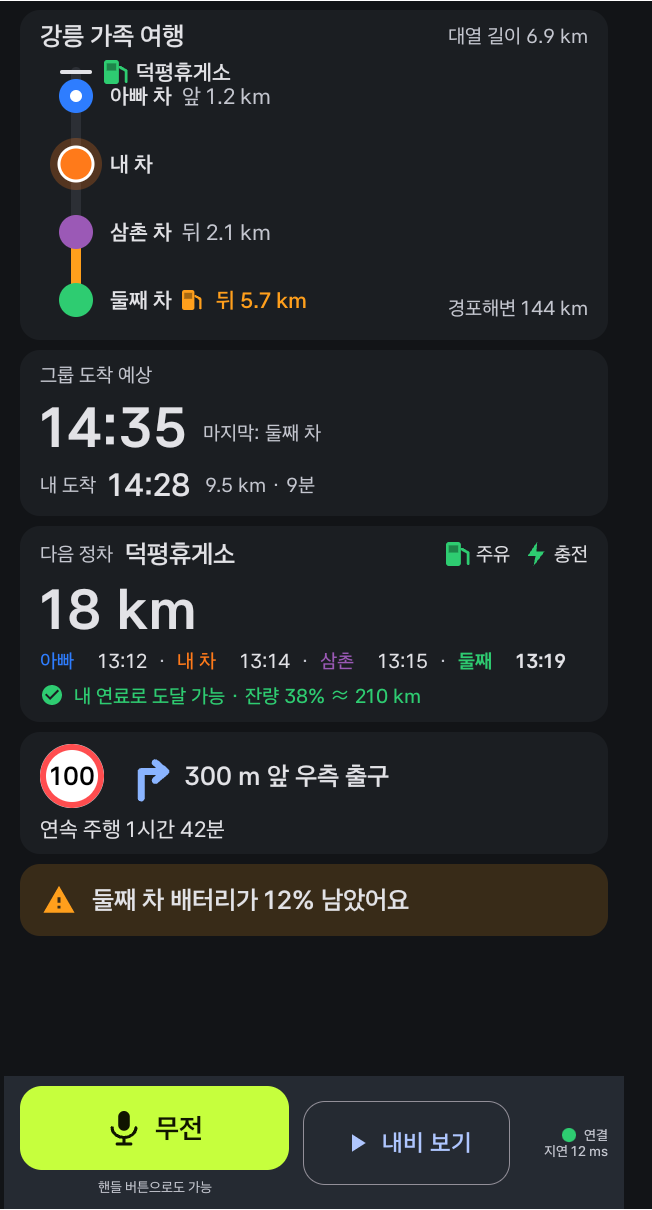 강릉 가족 여행 대열 길이 6.9 km
덕평휴게소
아빠 차 앞 1.2 km
내 차
삼촌 차 뒤 2.1 km
둘째 차 뒤 5.7 km
경포해변 144 km
그룹 도착 예상
14:35 마지막: 둘째 차
내 도착 14:28 9.5 km · 9분
다음 정차 덕평휴게소 주유 충전
18 km
아빠 13:12 · 내 차 13:14 · 삼촌 13:15 · 둘째 13:19
내 연료로 도달 가능 · 잔량 38% ≈ 210 km
100 300 m 앞 우측 출구
연속 주행 1시간 42분
둘째 차 배터리가 12% 남았어요
무전 내비 보기 연결
지연 12 ms
핸들 버튼으로도 가능